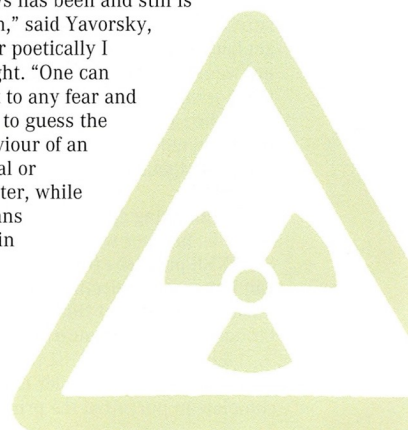 has been and still is
," said Yavorsky,
poetically I
ght. "One can
to any fear and
to guess the
viour of an
al or
ter, while
ans
in